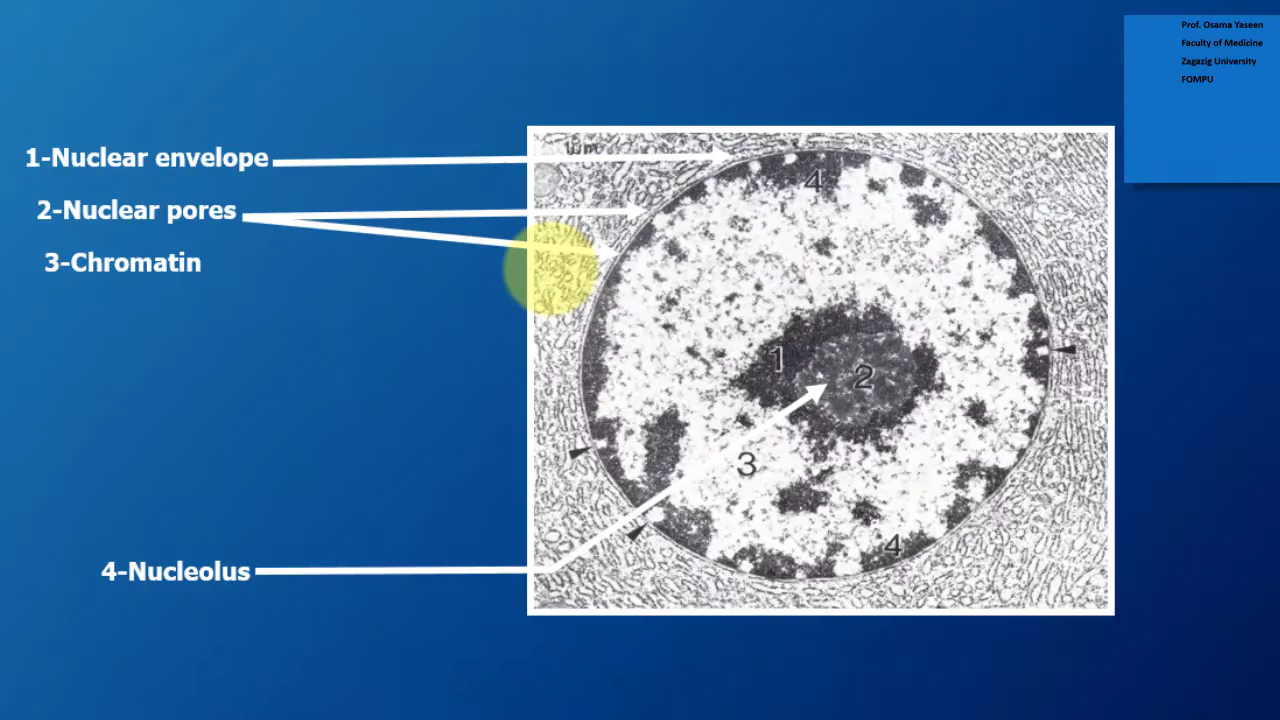 Prof. Osama Yaseen
Faculty of Medicine
Zagazig University
FOMPU
1-Nuclear envelope
2-Nuclear pores
3-Chromatin
4-Nucleolus
4
1
2
3
4